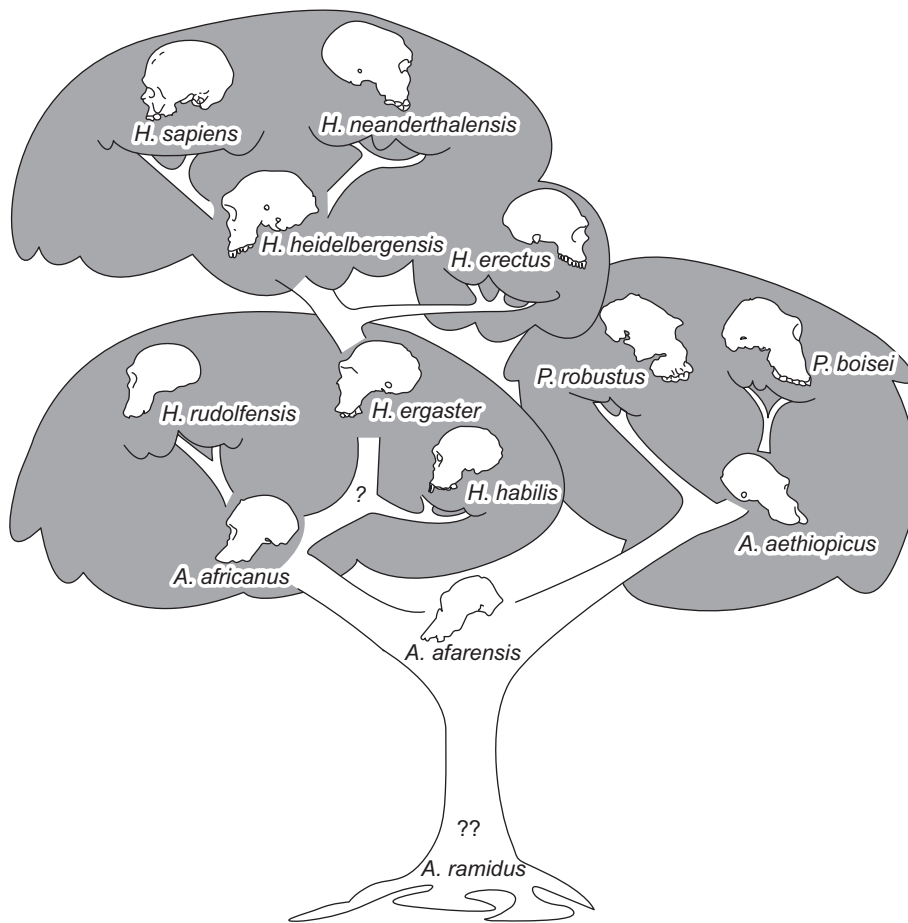 H. sapiens
H. neanderthalensis
H. heidelbergensis
H. erectus
P. robustus
P. boisei
H. rudolfensis
H. ergaster
H. habilis
?
A. africanus
A. aethiopicus
A. afarensis
??
A. ramidus